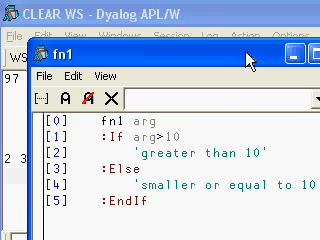 CLEAR WS - Dyalog APL/W
File Edit View Windows Session Log Action Options
WS
fn1
97
File Edit View
[0] fn1 arg
[1] :If arg>10
[2] 'greater than 10'
2 3
[3] :Else
[4] 'smaller or equal to 10
[5] :EndIf